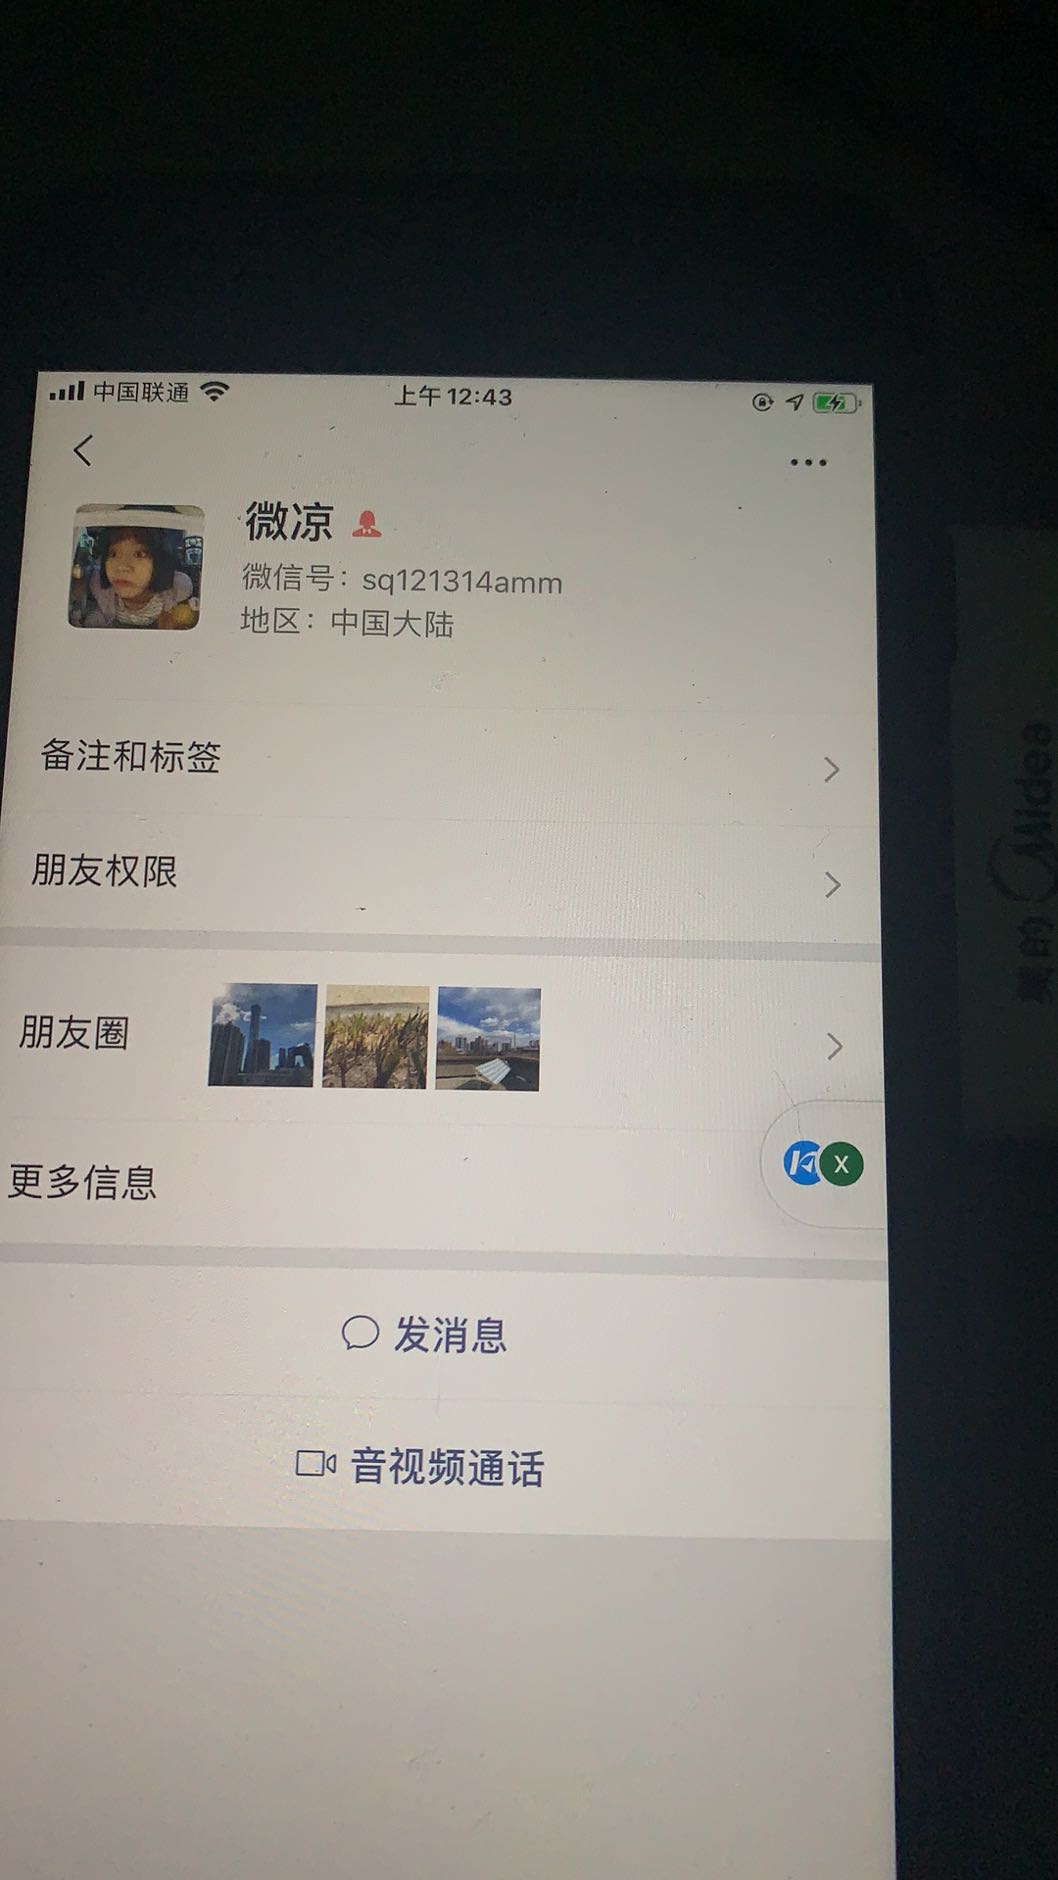 中国联通
上午12:43
微凉
微信号：sq121314amm
地区：中国大陆
备注和标签
朋友权限
朋友圈
更多信息
X
发消息
音视频通话
美的 Midea